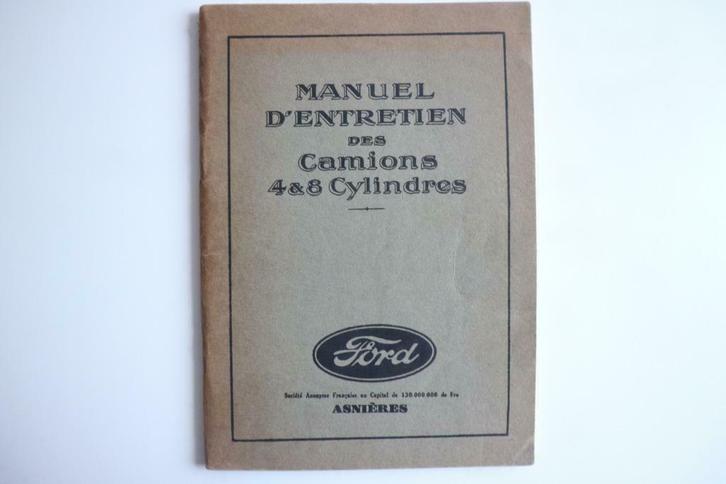 MANUEL
D'ENTRETIEN
DES
Camions
4 & 8 Cylindres
Ford
Société Anonyme Française au Capital de 130.000.000 de Frs
ASNIÈRES